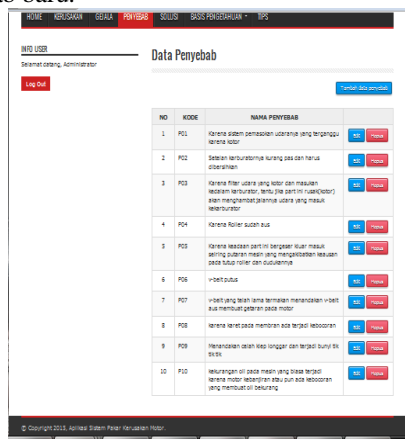 HOME KERUSAKAN GEJALA PENYEBAB SOLUSI BASIS PENGETAHUAN TIPS
INFO USER
Selamat datang, Administrator
Log Out
Data Penyebab
Tambah data penyebab
NO KODE NAMA PENYEBAB
1 P01 Karena sistem pemasokan udaranya yang terganggu
karena kotor
Edit Hapus
2 P02 Setelan karburatornya kurang pas dan harus
dibersihkan
Edit Hapus
3 P03 Karena filter udara yang kotor dan masukan
kedalam karburator, tentu jika part ini rusak(kotor)
akan menghambat jalannya udara yang masuk
kekarburator
Edit Hapus
4 P04 Karena Roller sudah aus
Edit Hapus
5 P05 Karena keadaan part ini bergeser kluar masuk
seiring putaran mesin yang mengakibatkan keausan
pada tutup roller dan dudukannya
Edit Hapus
6 P06 v-belt putus
Edit Hapus
7 P07 v-belt yang telah lama termakan menandakan v-belt
aus membuat getaran pada motor
Edit Hapus
8 P08 karena karet pada membran ada terjadi kebocoran
Edit Hapus
9 P09 Menandakan celah klep longgar dan terjadi bunyi tik
tik tik
Edit Hapus
10 P10 kekurangan oli pada mesin yang biasa terjadi
karena motor kebanjiran atau pun ada kebocoran
yang membuat oli berkurang
Edit Hapus
© Copyright 2013, Aplikasi Sistem Pakar Kerusakan Motor.